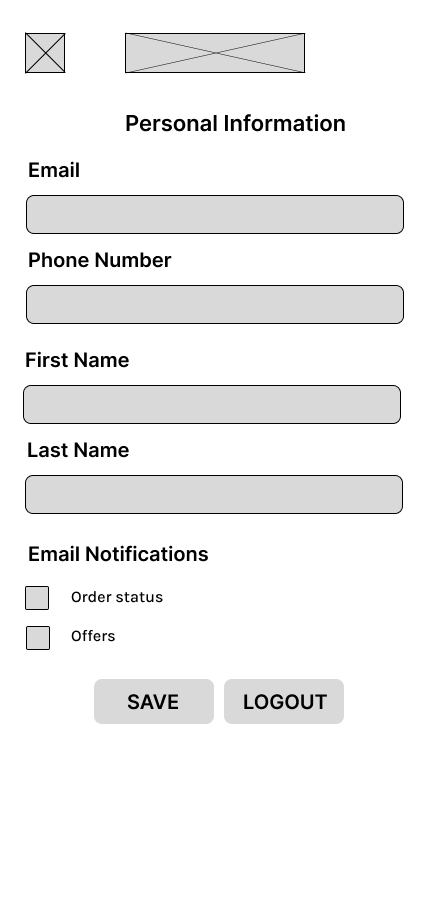 Personal Information
Email
Phone Number
First Name
Last Name
Email Notifications
Order status
Offers
SAVE LOGOUT